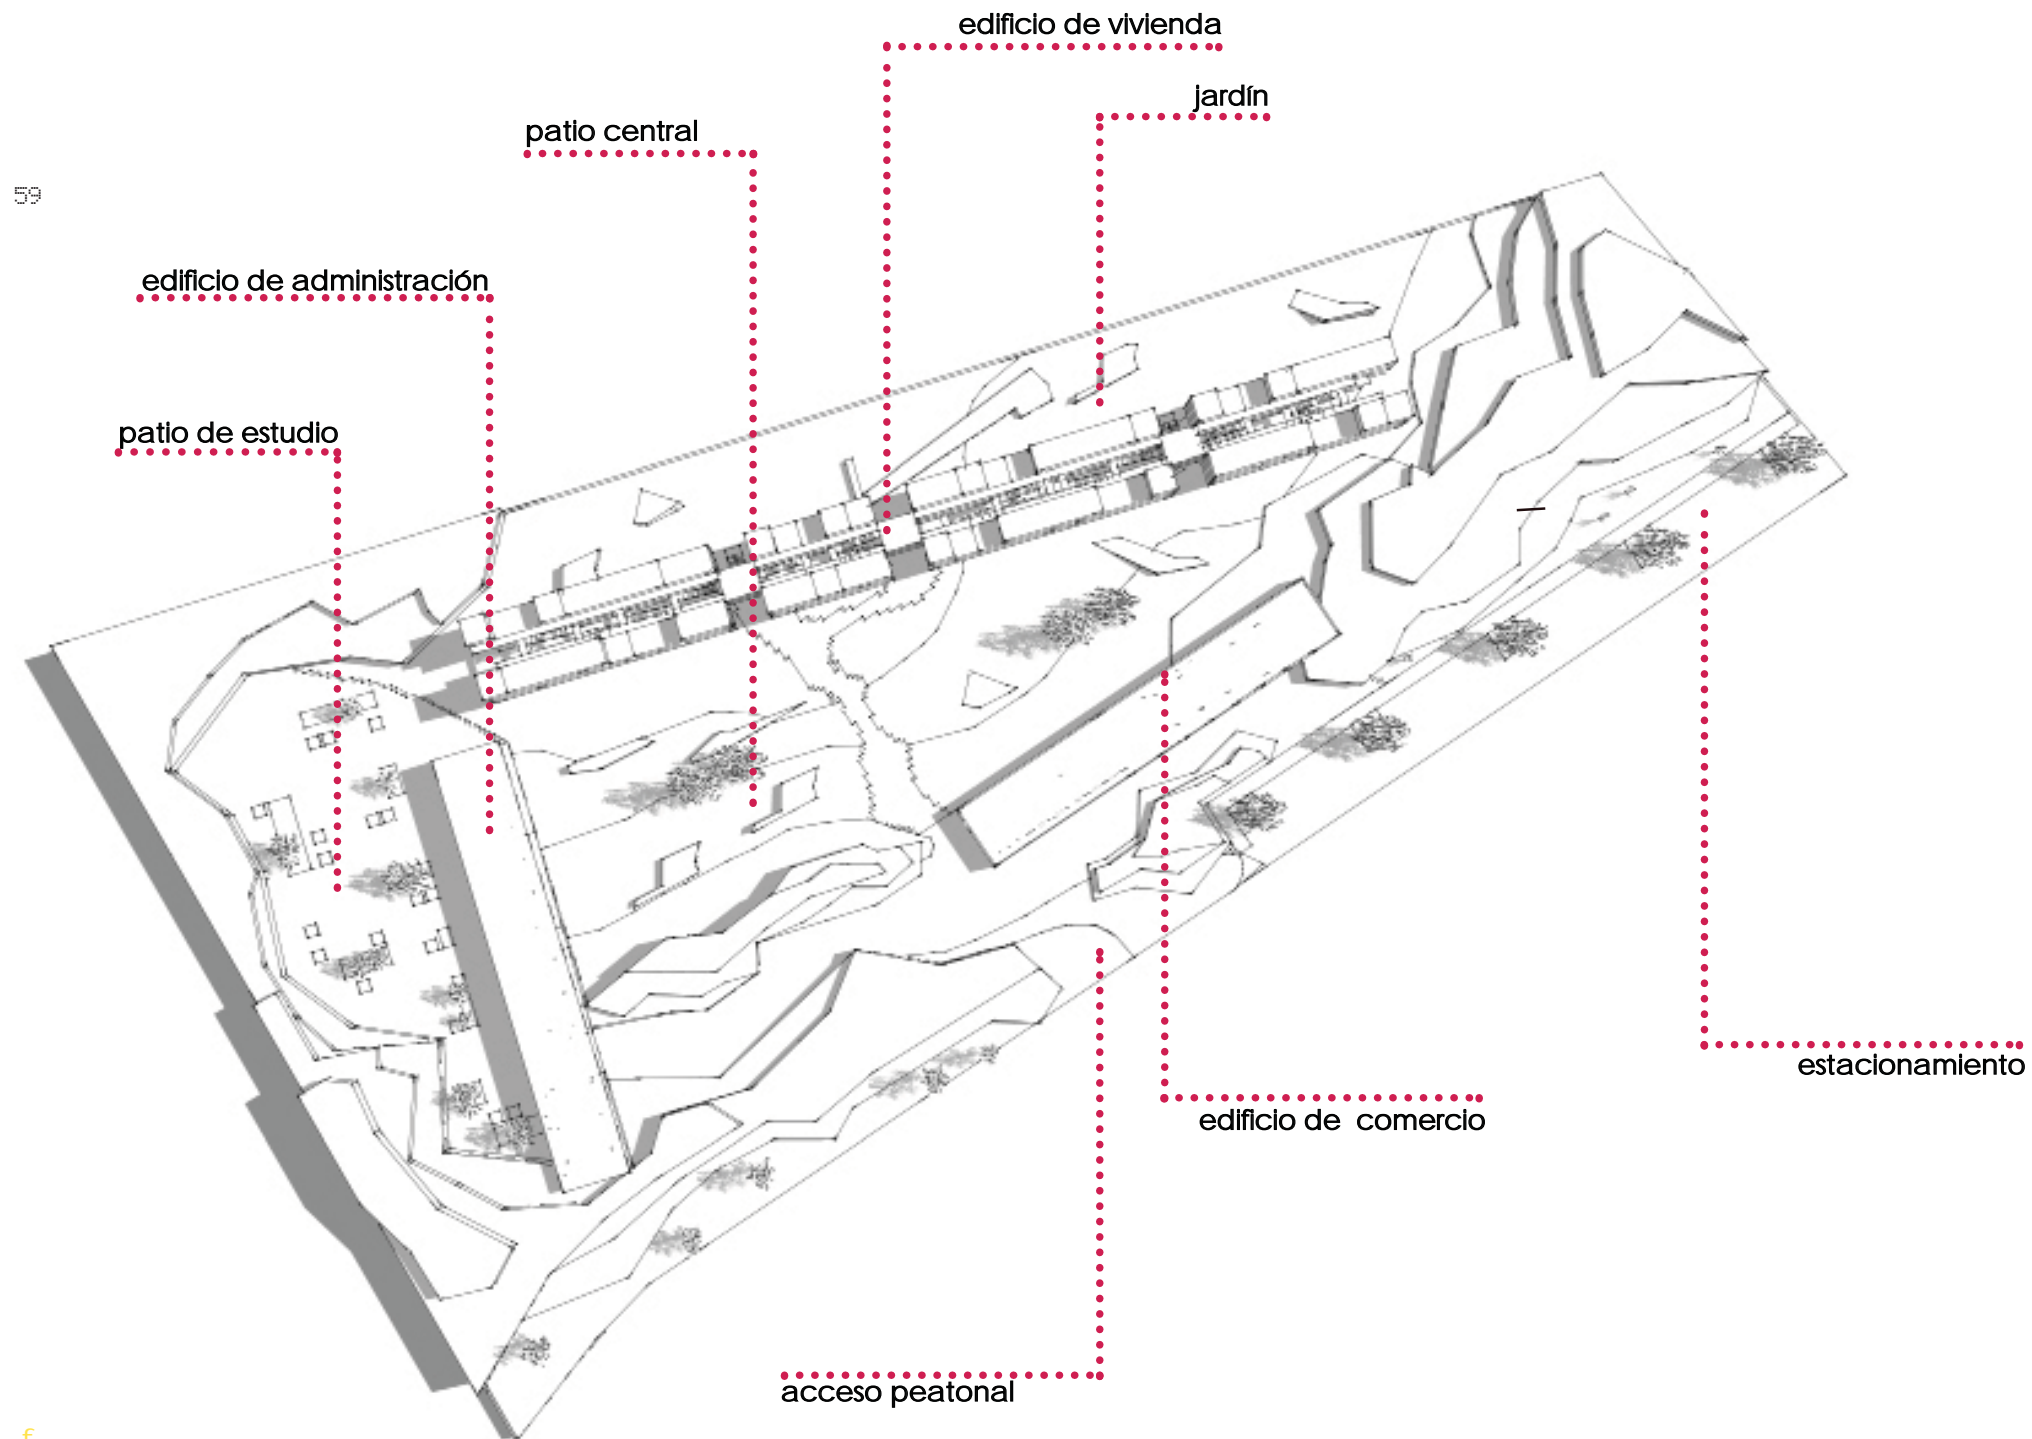 edificio de vivienda
jardín
patio central
59
edificio de administración
patio de estudio
estacionamiento
edificio de  comercio
acceso peatonal
f